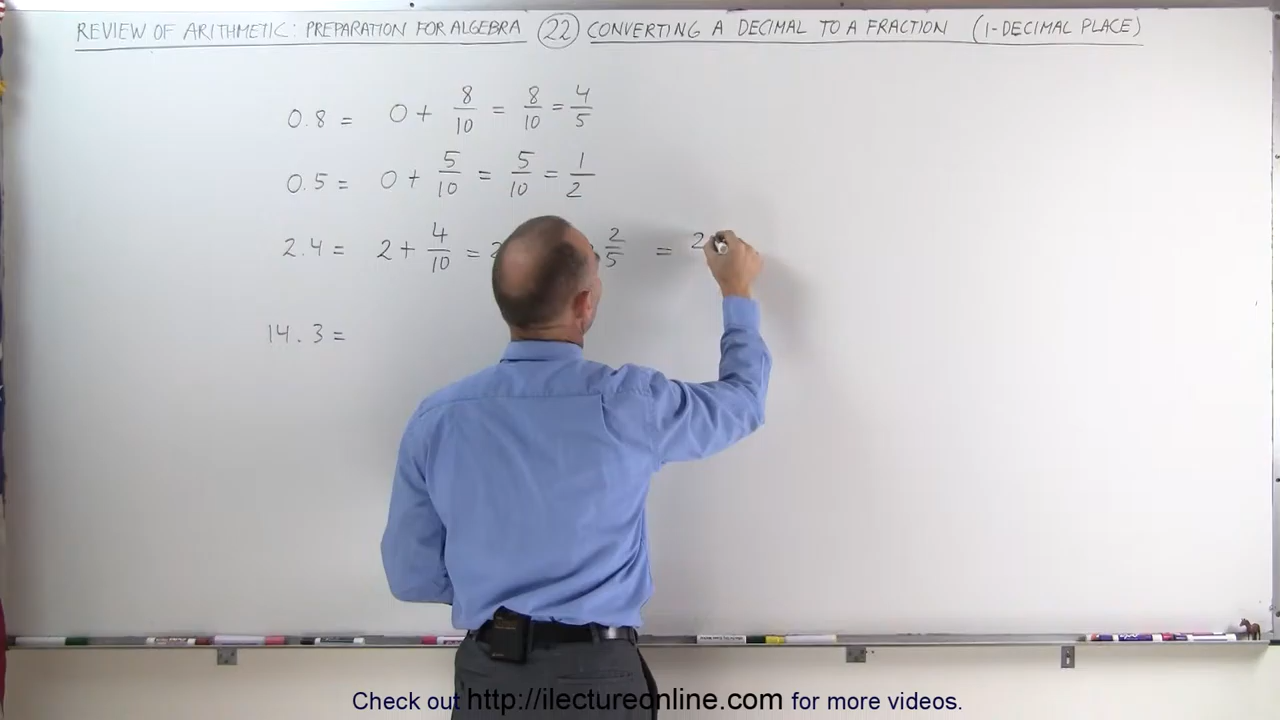 REVIEW OF ARITHMETIC: PREPARATION FOR ALGEBRA 22 CONVERTING A DECIMAL TO A FRACTION (1-DECIMAL PLACE)
0.8 = 0 + 8/10 = 8/10 = 4/5
0.5 = 0 + 5/10 = 5/10 = 1/2
2.4 = 2 + 4/10 = 2 2/5 = 2
14.3 =
Check out http://ilectureonline.com for more videos.